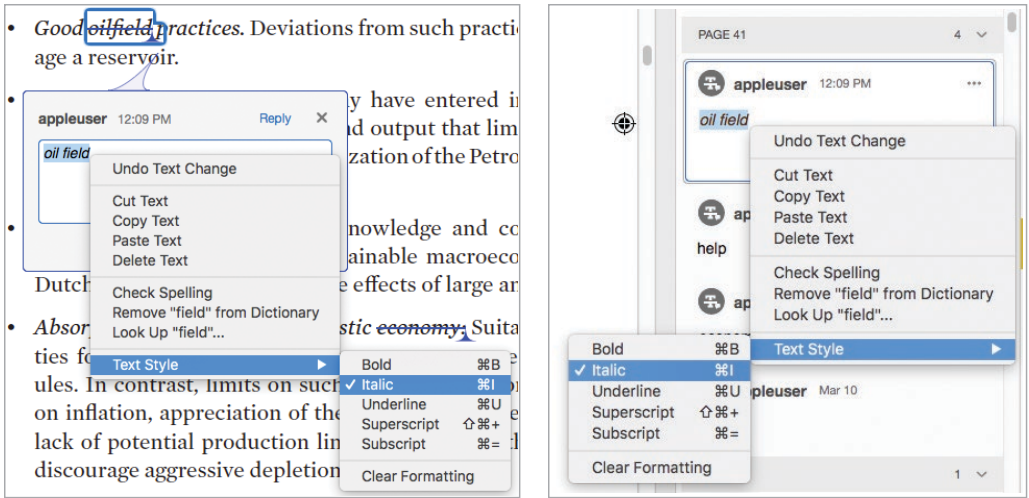 • Good oilfield practices. Deviations from such practic
age a reservoir.
appleuser 12:09 PM Reply ✕
oil field
y have entered in
nd output that lim
zation of the Petro
nowledge and co
ainable macroeco
Dutch e effects of large an
• Absor stic economy: Suita
ties fo
ules. In contrast, limits on such
on inflation, appreciation of the
lack of potential production lim
discourage aggressive depletion
Undo Text Change
Cut Text
Copy Text
Paste Text
Delete Text
Check Spelling
Remove "field" from Dictionary
Look Up "field"...
Text Style ▶
Bold ⌘B
✓ Italic ⌘I
Underline ⌘U
Superscript ⇧⌘+
Subscript ⌘=
Clear Formatting
PAGE 41 4
appleuser 12:09 PM ···
oil field
ap
help
ap
ppleuser Mar 10
1
Undo Text Change
Cut Text
Copy Text
Paste Text
Delete Text
Check Spelling
Remove "field" from Dictionary
Look Up "field"...
Text Style ▶
Bold ⌘B
✓ Italic ⌘I
Underline ⌘U
Superscript ⇧⌘+
Subscript ⌘=
Clear Formatting